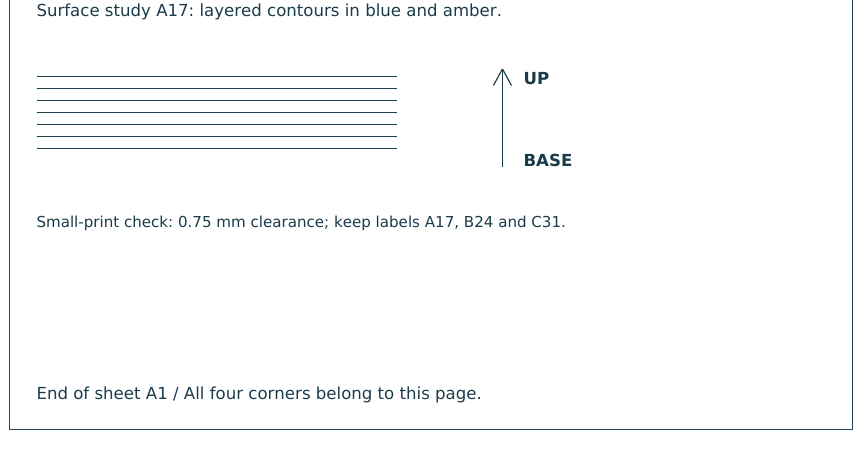 Surface study A17: layered contours in blue and amber.
UP
BASE
Small-print check: 0.75 mm clearance; keep labels A17, B24 and C31.
End of sheet A1 / All four corners belong to this page.